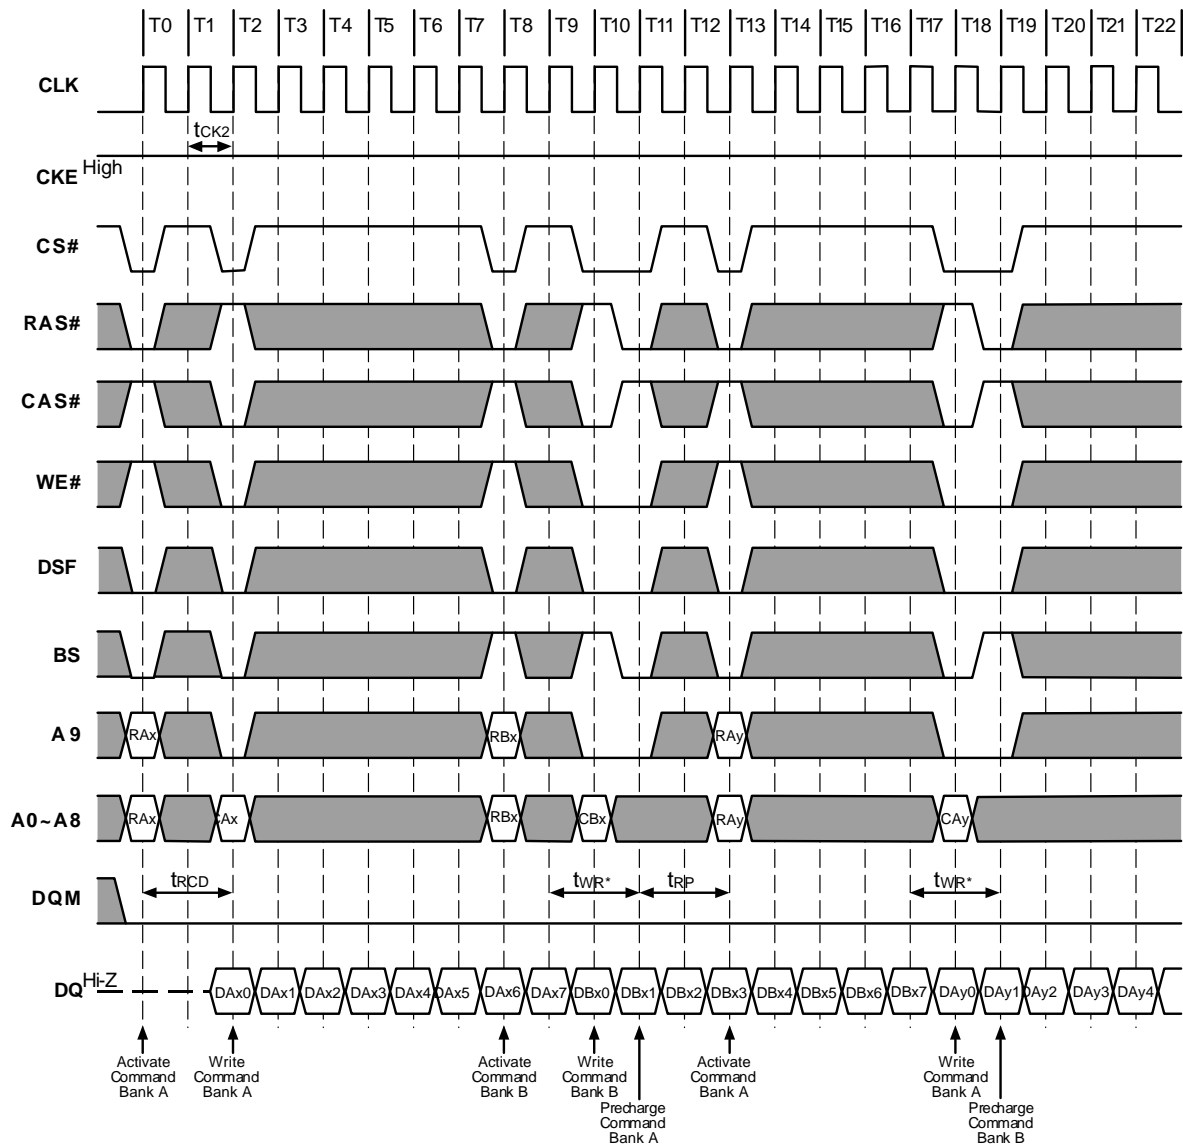 T0 T1 T2 T3 T4 T5 T6 T7 T8 T9 T10 T11 T12 T13 T14 T15 T16 T17 T18 T19 T20 T21 T22
CLK
tCK2
High
CKE
CS#
RAS#
CAS#
WE#
DSF
BS
A9
RAx RBx RAy
A0~A8
RAx CAx RBx CBx RAy CAy
DQM
tRCD tWR* tRP tWR*
DQ Hi-Z
DAx0 DAx1 DAx2 DAx3 DAx4 DAx5 DAx6 DAx7 DBx0 DBx1 DBx2 DBx3 DBx4 DBx5 DBx6 DBx7 DAy0 DAy1 DAy2 DAy3 DAy4
Activate
Command
Bank A
Write
Command
Bank A
Activate
Command
Bank B
Write
Command
Bank B
Precharge
Command
Bank A
Activate
Command
Bank A
Write
Command
Bank A
Precharge
Command
Bank B